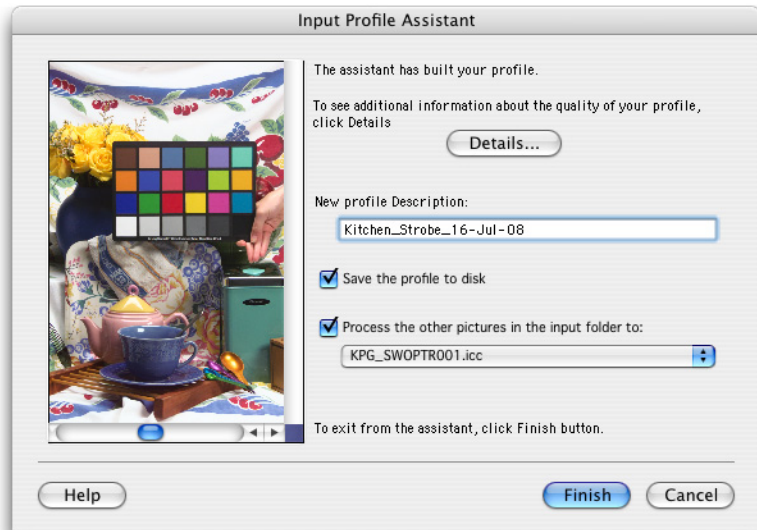 Input Profile Assistant
The assistant has built your profile.
To see additional information about the quality of your profile,
click Details
Details...
New profile Description:
Kitchen_Strobe_16-Jul-08
Save the profile to disk
Process the other pictures in the input folder to:
KPG_SWOPTR001.icc
To exit from the assistant, click Finish button.
Help
Finish
Cancel